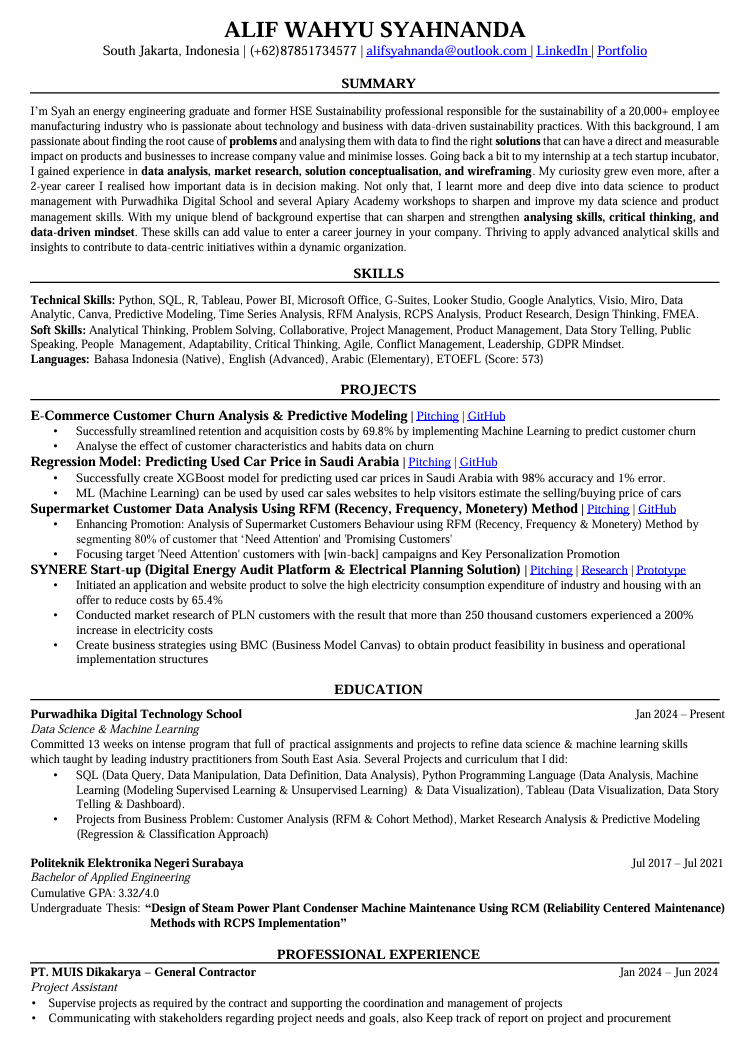 ALIF WAHYU SYAHNANDA
South Jakarta, Indonesia | (+62)87851734577 | alifsyahnanda@outlook.com | LinkedIn | Portfolio
SUMMARY
I'm Syah an energy engineering graduate and former HSE Sustainability professional responsible for the sustainability of a 20,000+ employee
manufacturing industry who is passionate about technology and business with data-driven sustainability practices. With this background, I am
passionate about finding the root cause of problems and analysing them with data to find the right solutions that can have a direct and measurable
impact on products and businesses to increase company value and minimise losses. Going back a bit to my internship at a tech startup incubator,
I gained experience in data analysis, market research, solution conceptualisation, and wireframing. My curiosity grew even more, after a
2-year career I realised how important data is in decision making. Not only that, I learnt more and deep dive into data science to product
management with Purwadhika Digital School and several Apiary Academy workshops to sharpen and improve my data science and product
management skills. With my unique blend of background expertise that can sharpen and strengthen analysing skills, critical thinking, and
data-driven mindset. These skills can add value to enter a career journey in your company. Thriving to apply advanced analytical skills and
insights to contribute to data-centric initiatives within a dynamic organization.
SKILLS
Technical Skills: Python, SQL, R, Tableau, Power BI, Microsoft Office, G-Suites, Looker Studio, Google Analytics, Visio, Miro, Data
Analytic, Canva, Predictive Modeling, Time Series Analysis, RFM Analysis, RCPS Analysis, Product Research, Design Thinking, FMEA.
Soft Skills: Analytical Thinking, Problem Solving, Collaborative, Project Management, Product Management, Data Story Telling, Public
Speaking, People Management, Adaptability, Critical Thinking, Agile, Conflict Management, Leadership, GDPR Mindset.
Languages: Bahasa Indonesia (Native), English (Advanced), Arabic (Elementary), ETOEFL (Score: 573)
PROJECTS
E-Commerce Customer Churn Analysis & Predictive Modeling | Pitching | GitHub
• Successfully streamlined retention and acquisition costs by 69.8% by implementing Machine Learning to predict customer churn
• Analyse the effect of customer characteristics and habits data on churn
Regression Model: Predicting Used Car Price in Saudi Arabia | Pitching | GitHub
• Successfully create XGBoost model for predicting used car prices in Saudi Arabia with 98% accuracy and 1% error.
• ML (Machine Learning) can be used by used car sales websites to help visitors estimate the selling/buying price of cars
Supermarket Customer Data Analysis Using RFM (Recency, Frequency, Monetery) Method | Pitching | GitHub
• Enhancing Promotion: Analysis of Supermarket Customers Behaviour using RFM (Recency, Frequency & Monetery) Method by
segmenting 80% of customer that 'Need Attention' and 'Promising Customers'
• Focusing target 'Need Attention' customers with [win-back] campaigns and Key Personalization Promotion
SYNERE Start-up (Digital Energy Audit Platform & Electrical Planning Solution) | Pitching | Research | Prototype
• Initiated an application and website product to solve the high electricity consumption expenditure of industry and housing with an
offer to reduce costs by 65.4%
• Conducted market research of PLN customers with the result that more than 250 thousand customers experienced a 200%
increase in electricity costs
• Create business strategies using BMC (Business Model Canvas) to obtain product feasibility in business and operational
implementation structures
EDUCATION
Purwadhika Digital Technology School Jan 2024 – Present
Data Science & Machine Learning
Committed 13 weeks on intense program that full of practical assignments and projects to refine data science & machine learning skills
which taught by leading industry practitioners from South East Asia. Several Projects and curriculum that I did:
• SQL (Data Query, Data Manipulation, Data Definition, Data Analysis), Python Programming Language (Data Analysis, Machine
Learning (Modeling Supervised Learning & Unsupervised Learning) & Data Visualization), Tableau (Data Visualization, Data Story
Telling & Dashboard).
• Projects from Business Problem: Customer Analysis (RFM & Cohort Method), Market Research Analysis & Predictive Modeling
(Regression & Classification Approach)
Politeknik Elektronika Negeri Surabaya Jul 2017 – Jul 2021
Bachelor of Applied Engineering
Cumulative GPA: 3.32/4.0
Undergraduate Thesis: “Design of Steam Power Plant Condenser Machine Maintenance Using RCM (Reliability Centered Maintenance)
Methods with RCPS Implementation”
PROFESSIONAL EXPERIENCE
PT. MUIS Dikakarya – General Contractor Jan 2024 – Jun 2024
Project Assistant
• Supervise projects as required by the contract and supporting the coordination and management of projects
• Communicating with stakeholders regarding project needs and goals, also Keep track of report on project and procurement